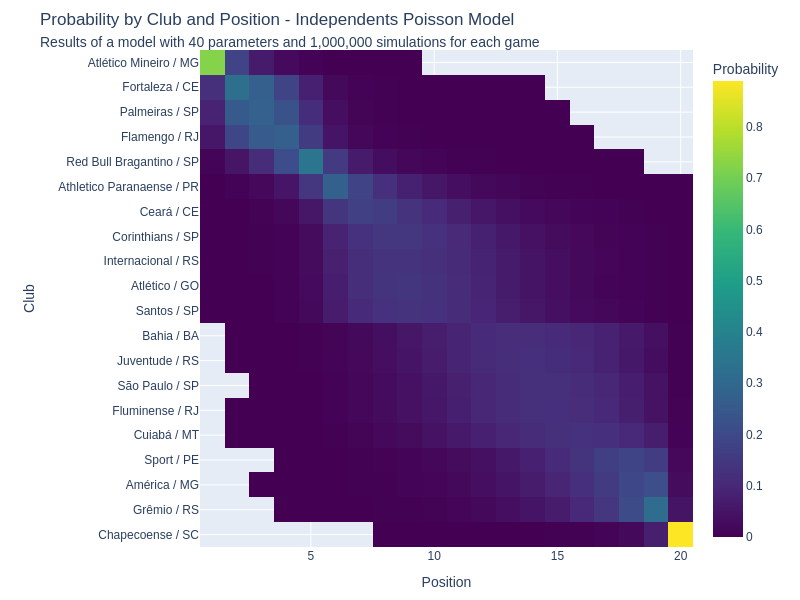 Probability by Club and Position - Independents Poisson Model
Results of a model with 40 parameters and 1,000,000 simulations for each game
Probability
Atlético Mineiro / MG
Fortaleza / CE
Palmeiras / SP
Flamengo / RJ
Red Bull Bragantino / SP
Athletico Paranaense / PR
Ceará / CE
Corinthians / SP
Internacional / RS
Atlético / GO
Santos / SP
Bahia / BA
Juventude / RS
São Paulo / SP
Fluminense / RJ
Cuiabá / MT
Sport / PE
América / MG
Grêmio / RS
Chapecoense / SC
Club
5
10
15
20
Position
0.8
0.7
0.6
0.5
0.4
0.3
0.2
0.1
0